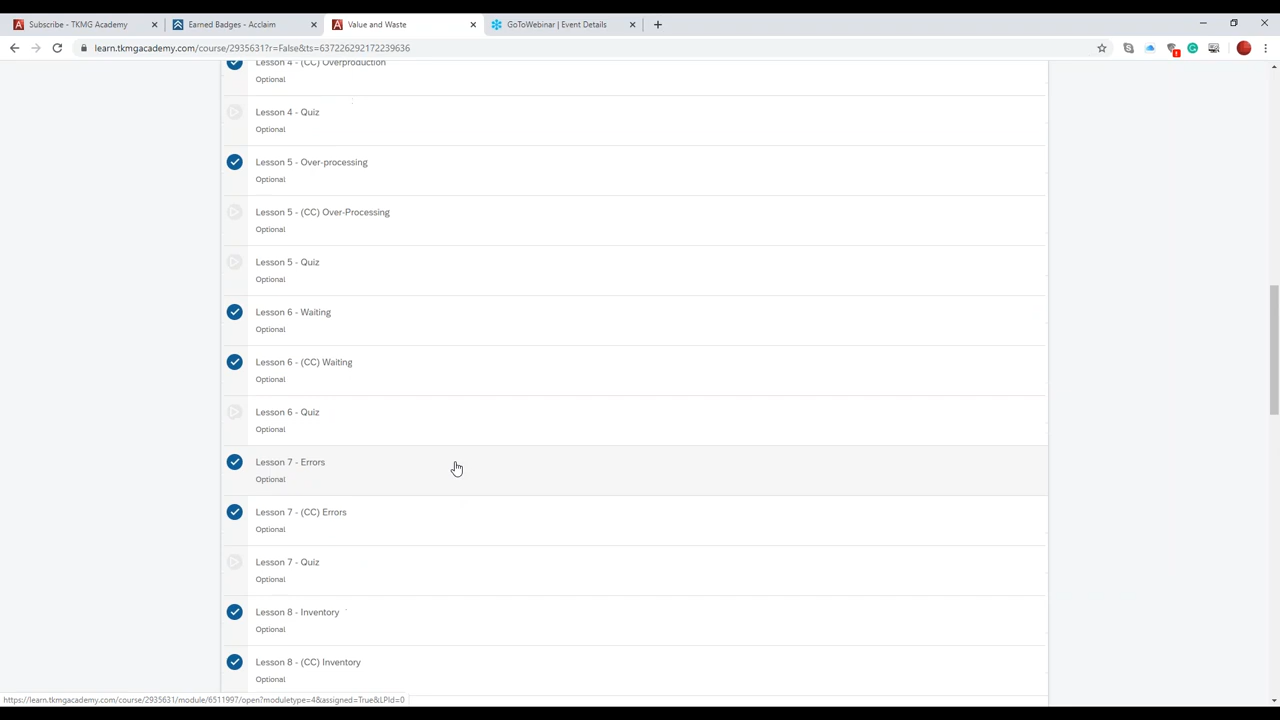 Subscribe - TKMG Academy
Earned Badges - Acclaim
Value and Waste
GoToWebinar | Event Details
learn.tkmgacademy.com/course/2935631?r=False&ts=637226292172239636
Lesson 4 - (CC) Overproduction
Optional
Lesson 4 - Quiz
Optional
Lesson 5 - Over-processing
Optional
Lesson 5 - (CC) Over-Processing
Optional
Lesson 5 - Quiz
Optional
Lesson 6 - Waiting
Optional
Lesson 6 - (CC) Waiting
Optional
Lesson 6 - Quiz
Optional
Lesson 7 - Errors
Optional
Lesson 7 - (CC) Errors
Optional
Lesson 7 - Quiz
Optional
Lesson 8 - Inventory
Optional
Lesson 8 - (CC) Inventory
Optional
https://learn.tkmgacademy.com/course/2935631/module/6511997/open?moduletype=4&assigned=True&LPId=0